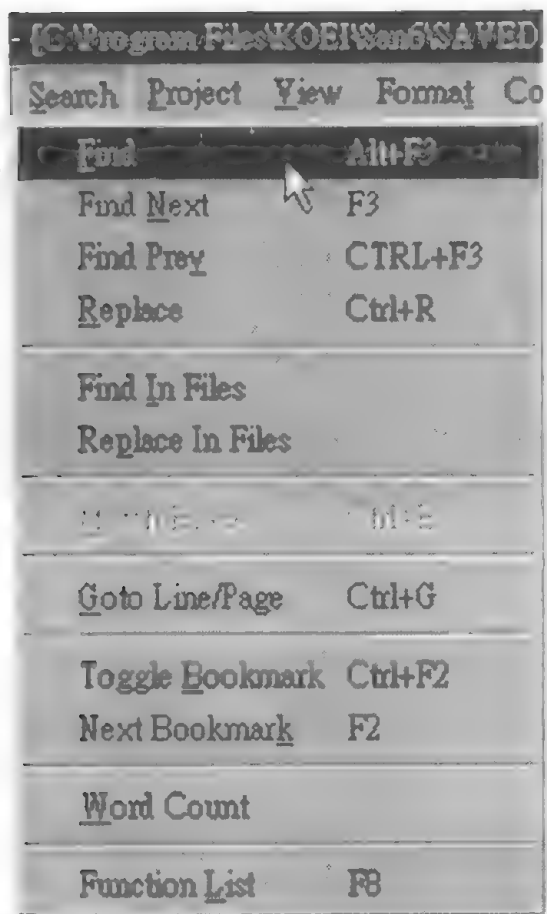 [G:\Program Files\KOEI\San6\SAVED
Search Project View Format Co
Find Alt+F3
Find Next F3
Find Prev CTRL+F3
Replace Ctrl+R
Find In Files
Replace In Files
Goto Line/Page Ctrl+G
Toggle Bookmark Ctrl+F2
Next Bookmark F2
Word Count
Function List F8